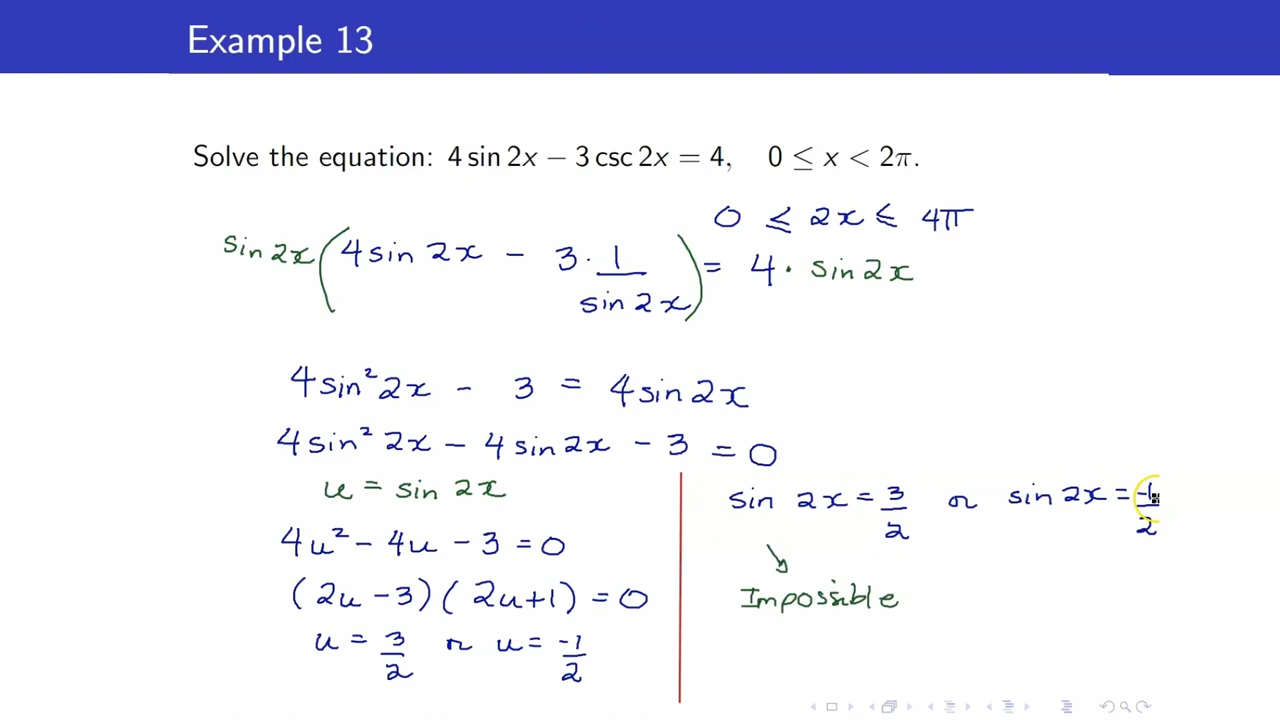 Example 13
Solve the equation: 4 sin 2x − 3 csc 2x = 4, 0 ≤ x < 2π.
0 ≤ 2x ≤ 4π
sin 2x ( 4 sin 2x − 3 · 1/sin 2x ) = 4 · sin 2x
4 sin² 2x − 3 = 4 sin 2x
4 sin² 2x − 4 sin 2x − 3 = 0
u = sin 2x
4u² − 4u − 3 = 0
(2u − 3)(2u + 1) = 0
u = 3/2 or u = −1/2
sin 2x = 3/2 or sin 2x = −1/2
Impossible